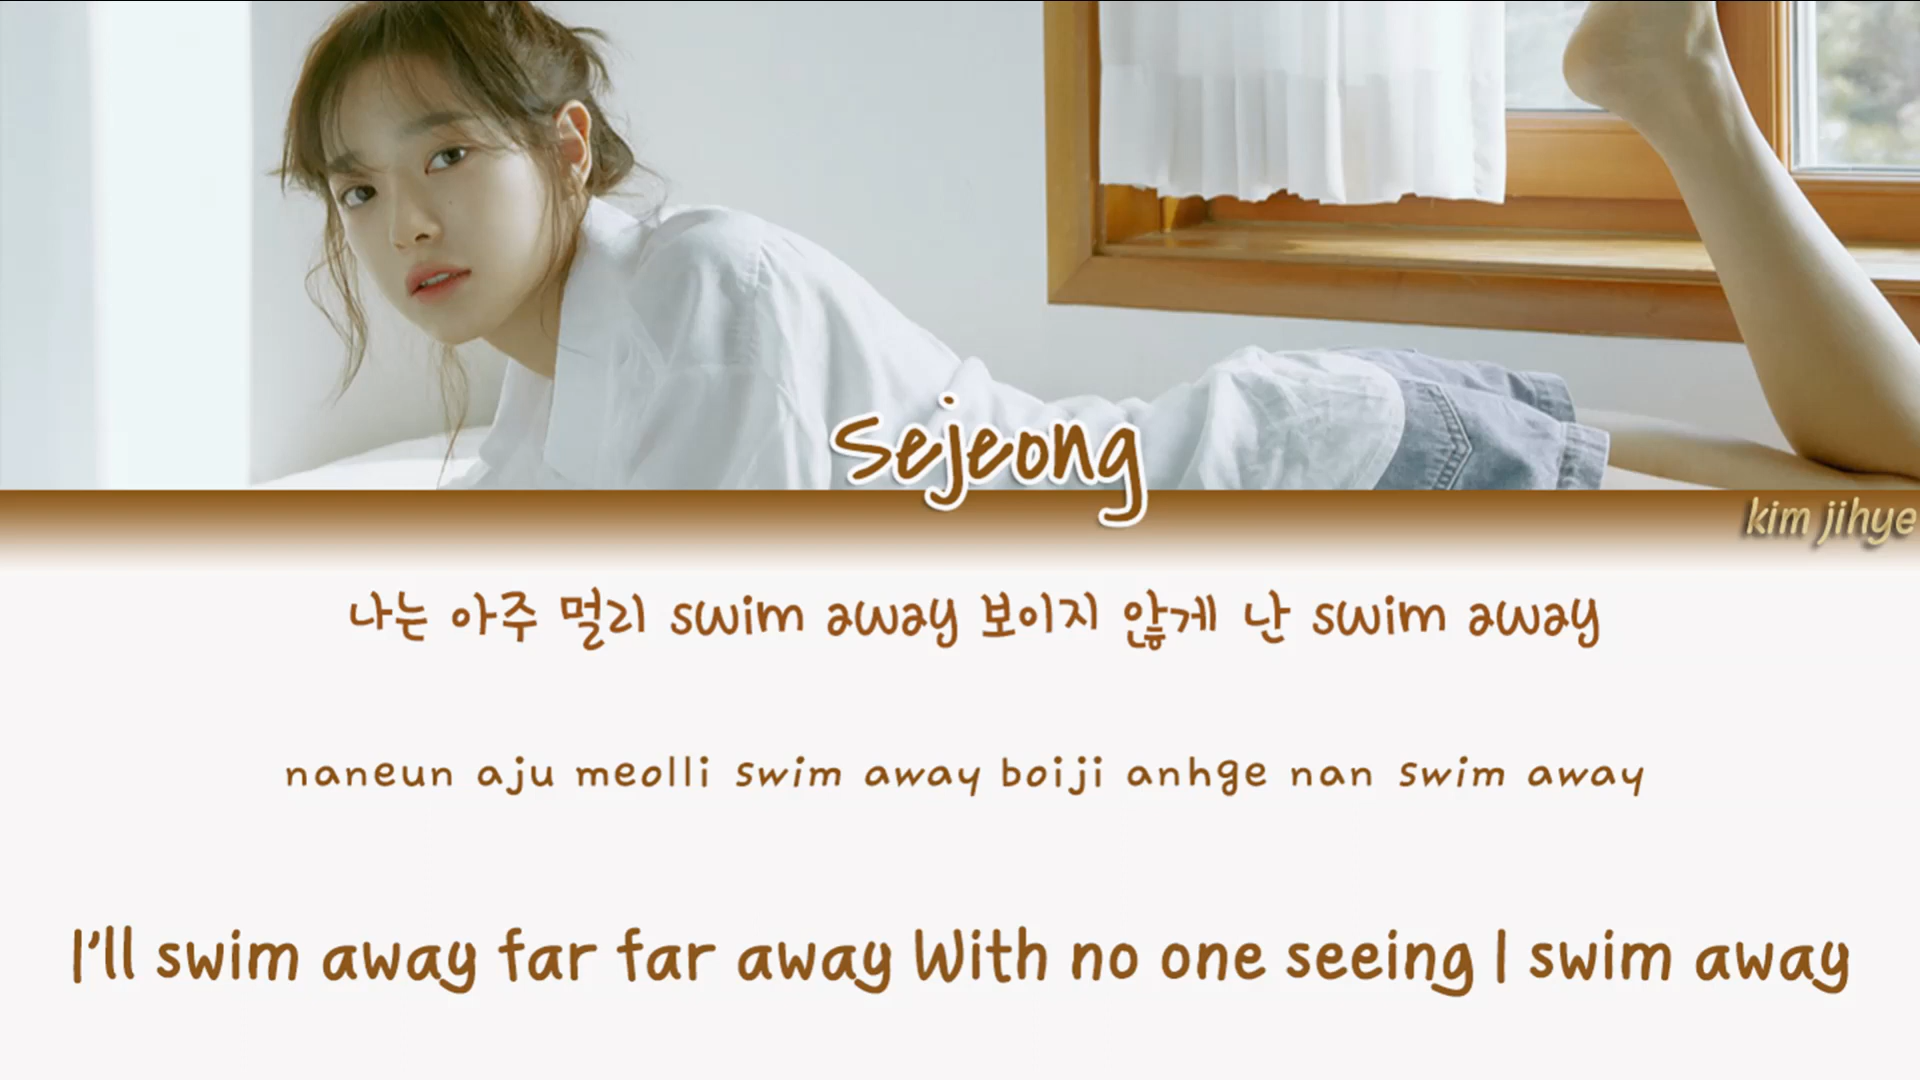 Sejeong
kim jihye
나는 아주 멀리 swim away 보이지 않게 난 swim away
naneun aju meolli swim away boiji anhge nan swim away
I'll swim away far far away With no one seeing I swim away